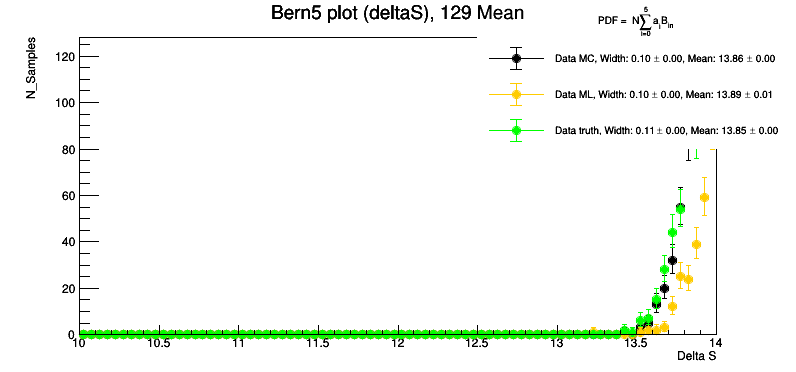 Bern5 plot (deltaS), 129 Mean
PDF = N∑ a_i B_in
5
i=0
Data MC, Width: 0.10 ± 0.00, Mean: 13.86 ± 0.00
Data ML, Width: 0.10 ± 0.00, Mean: 13.89 ± 0.01
Data truth, Width: 0.11 ± 0.00, Mean: 13.85 ± 0.00
N_Samples
120
100
80
60
40
20
0
10 10.5 11 11.5 12 12.5 13 13.5 14
Delta S